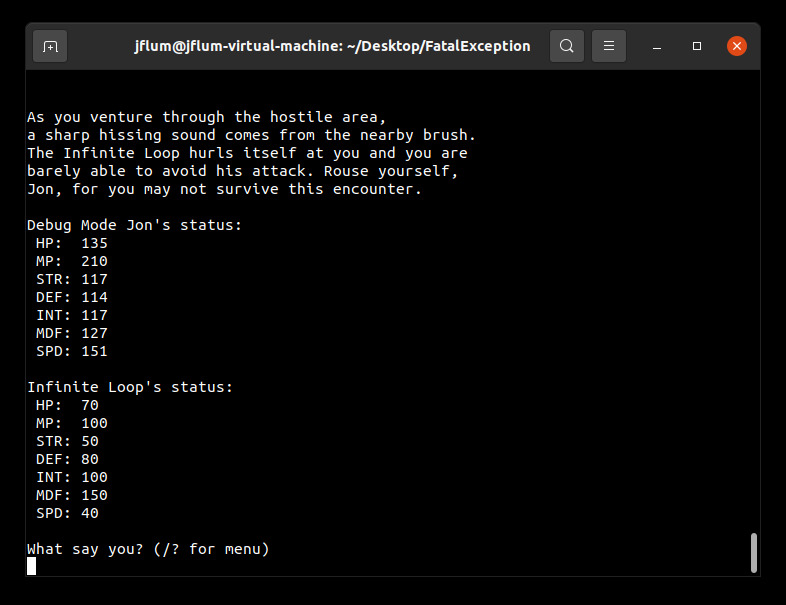 jflum@jflum-virtual-machine: ~/Desktop/FatalException
As you venture through the hostile area,
a sharp hissing sound comes from the nearby brush.
The Infinite Loop hurls itself at you and you are
barely able to avoid his attack. Rouse yourself,
Jon, for you may not survive this encounter.
Debug Mode Jon's status:
HP:  135
MP:  210
STR: 117
DEF: 114
INT: 117
MDF: 127
SPD: 151
Infinite Loop's status:
HP:  70
MP:  100
STR: 50
DEF: 80
INT: 100
MDF: 150
SPD: 40
What say you? (/? for menu)